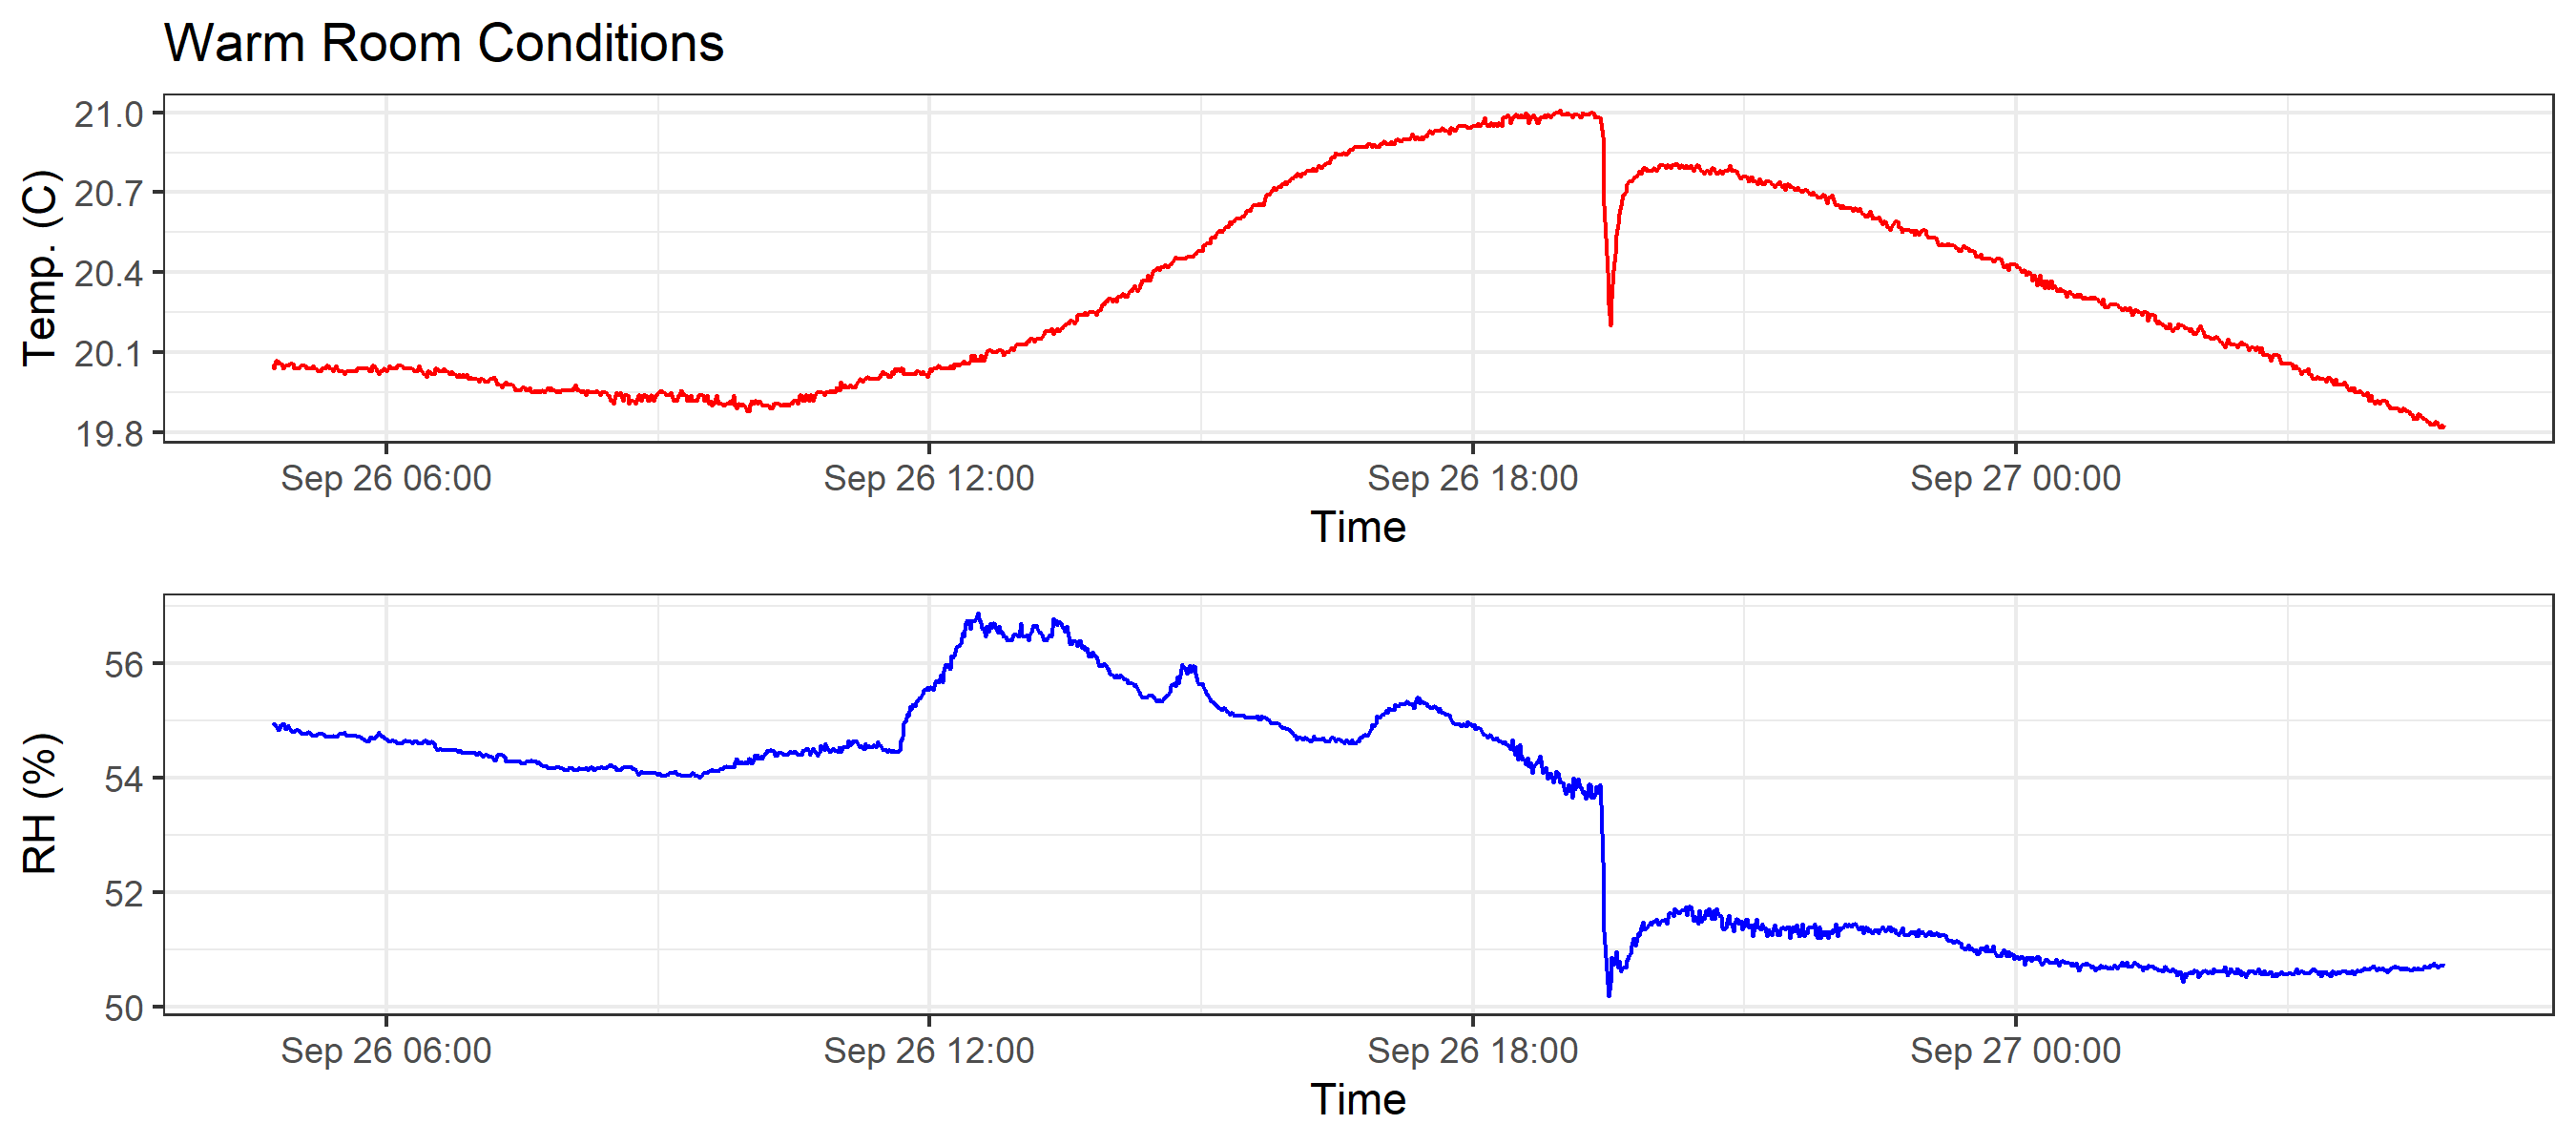 Warm Room Conditions
Temp. (C)
21.0
20.7
20.4
20.1
19.8
Sep 26 06:00 Sep 26 12:00 Sep 26 18:00 Sep 27 00:00
Time
RH (%)
56
54
52
50
Sep 26 06:00 Sep 26 12:00 Sep 26 18:00 Sep 27 00:00
Time